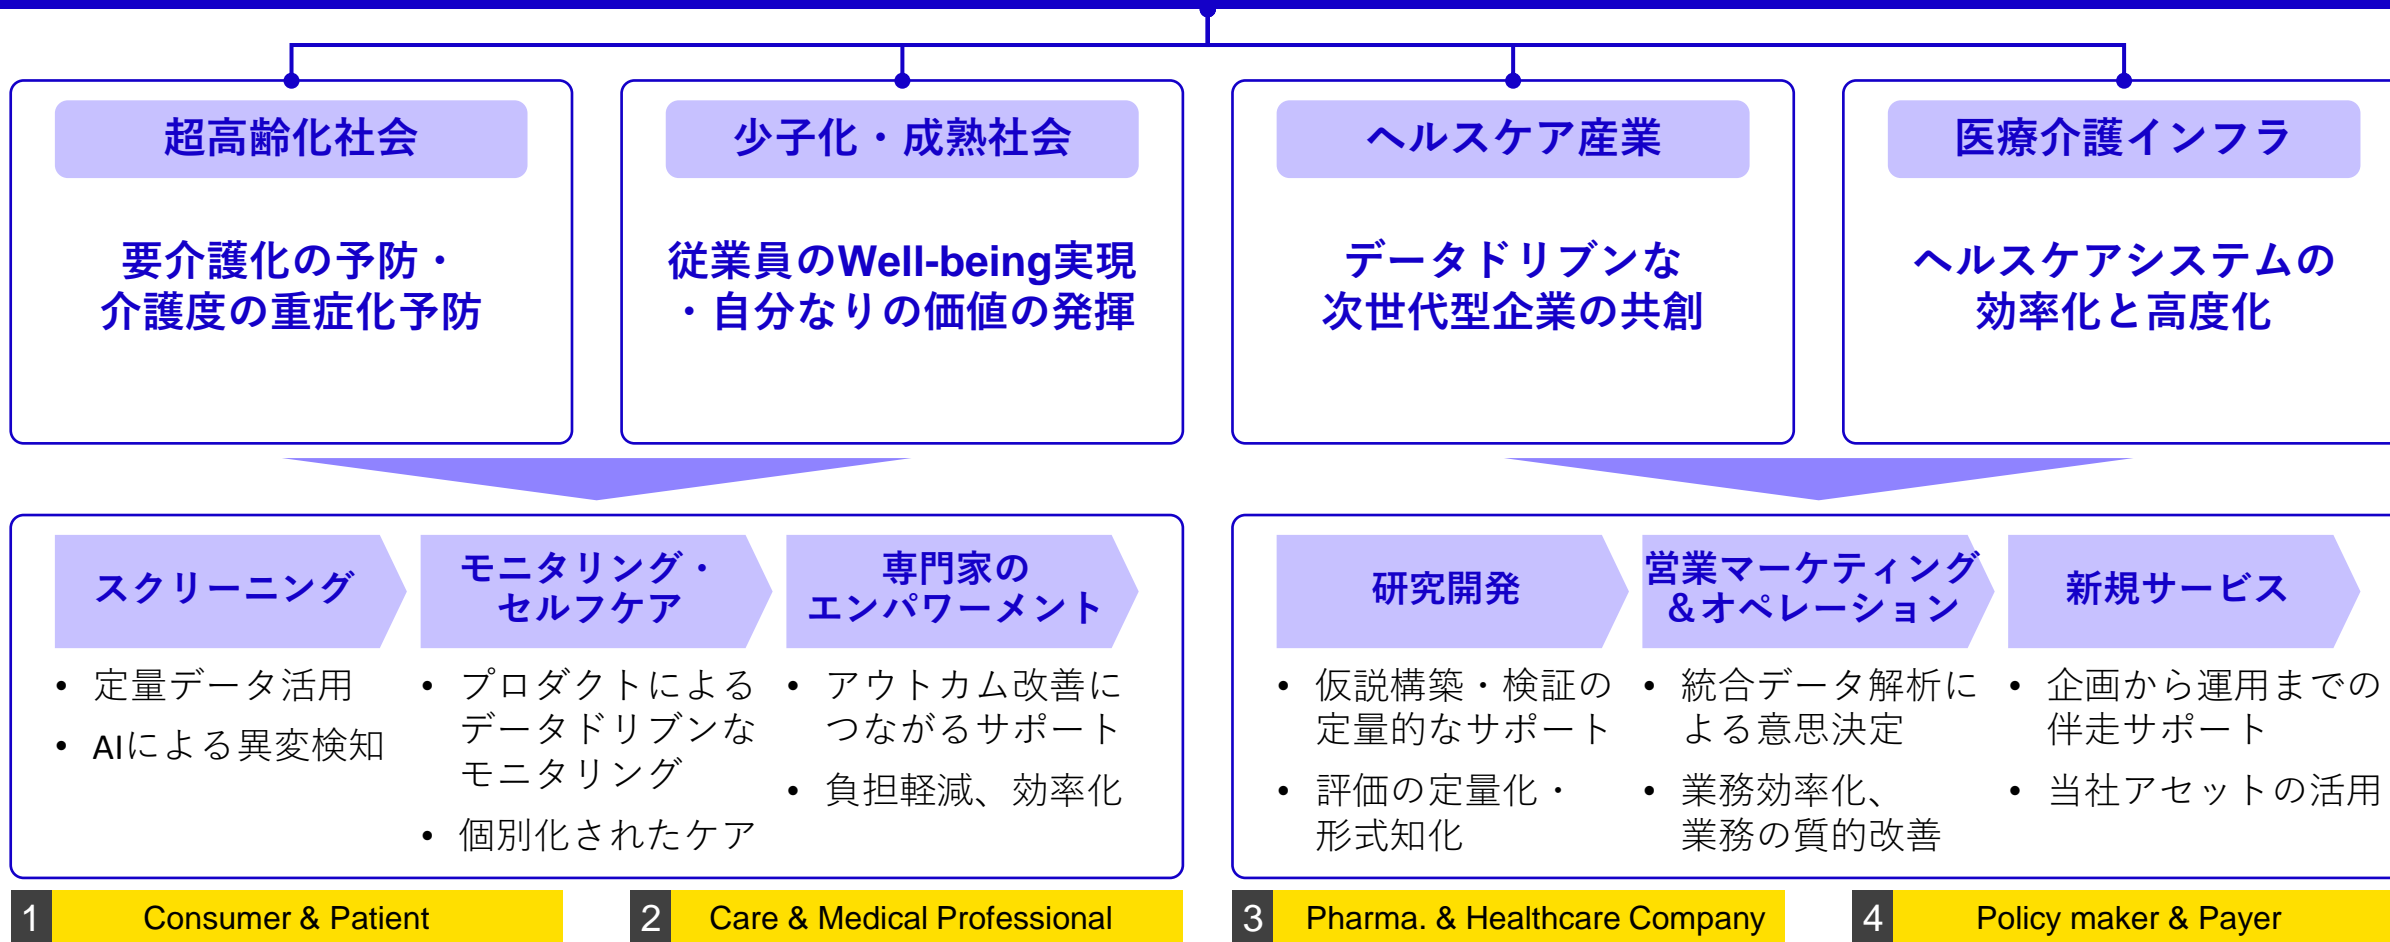 超高齢化社会
要介護化の予防・
介護度の重症化予防
少子化・成熟社会
従業員のWell-being実現
・自分なりの価値の発揮
ヘルスケア産業
データドリブンな
次世代型企業の共創
医療介護インフラ
ヘルスケアシステムの
効率化と高度化
スクリーニング
• 定量データ活用
• AIによる異変検知
モニタリング・
セルフケア
• プロダクトによる
データドリブンな
モニタリング
• 個別化されたケア
専門家の
エンパワーメント
• アウトカム改善に
つながるサポート
• 負担軽減、効率化
研究開発
• 仮説構築・検証の
定量的なサポート
• 評価の定量化・
形式知化
営業マーケティング
＆オペレーション
• 統合データ解析に
よる意思決定
• 業務効率化、
業務の質的改善
新規サービス
• 企画から運用までの
伴走サポート
• 当社アセットの活用
1 Consumer & Patient
2 Care & Medical Professional
3 Pharma. & Healthcare Company
4 Policy maker & Payer